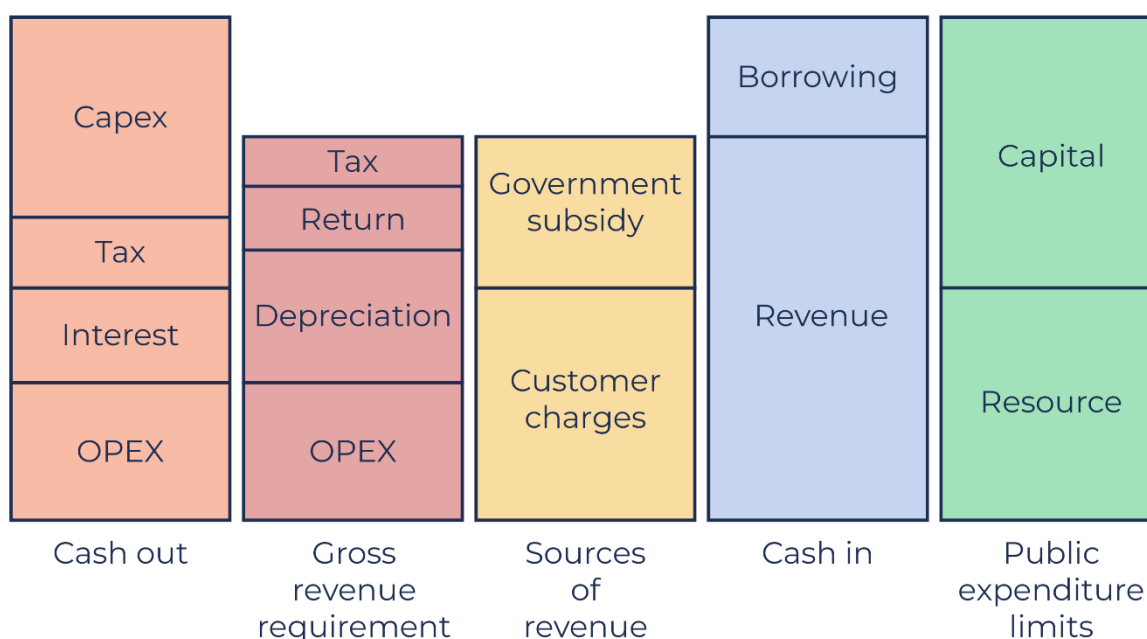 Capex
Tax
Interest
OPEX
Cash out
Tax
Return
Depreciation
OPEX
Gross
revenue
requirement
Government
subsidy
Customer
charges
Sources
of
revenue
Borrowing
Revenue
Cash in
Capital
Resource
Public
expenditure
limits